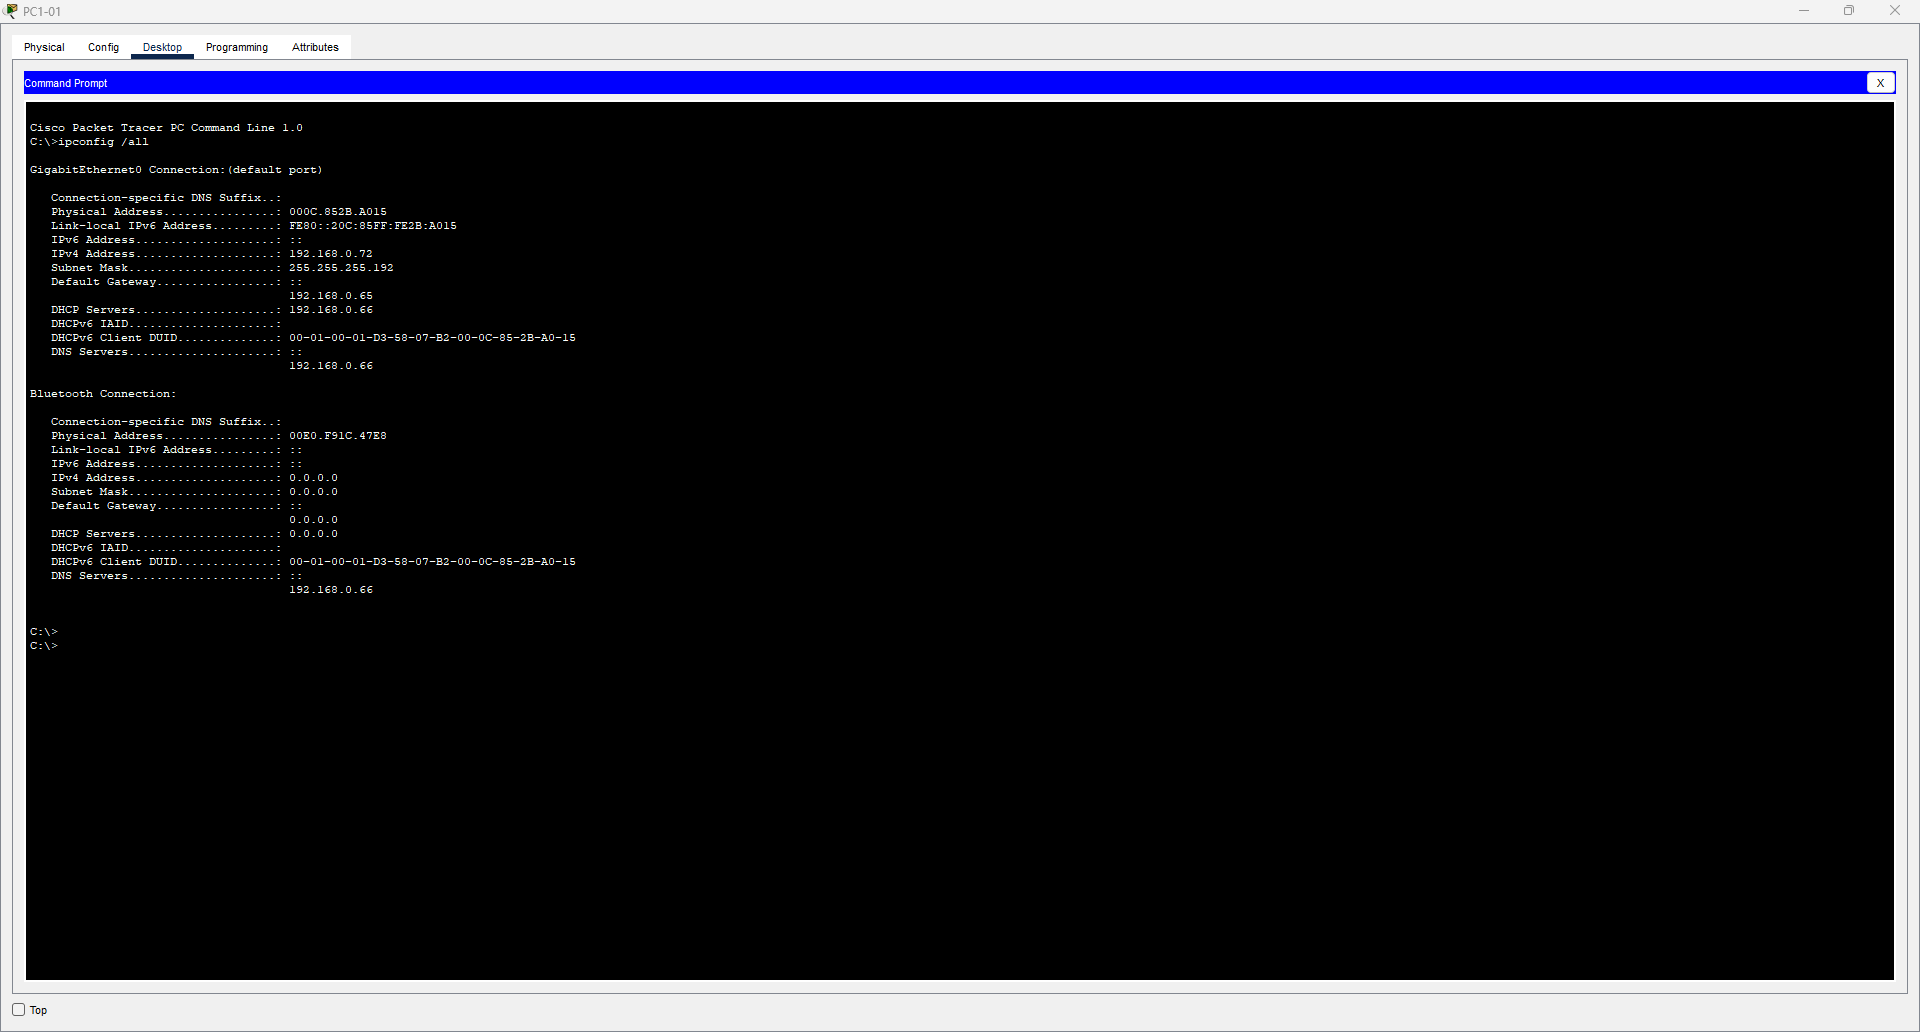 PC1-01
Physical Config Desktop Programming Attributes
Command Prompt X
Cisco Packet Tracer PC Command Line 1.0
C:\>ipconfig /all
GigabitEthernet0 Connection:(default port)
Connection-specific DNS Suffix..:
Physical Address................: 000C.852B.A015
Link-local IPv6 Address.........: FE80::20C:85FF:FE2B:A015
IPv6 Address....................: ::
IPv4 Address....................: 192.168.0.72
Subnet Mask.....................: 255.255.255.192
Default Gateway.................: ::
192.168.0.65
DHCP Servers....................: 192.168.0.66
DHCPv6 IAID.....................:
DHCPv6 Client DUID..............: 00-01-00-01-D3-58-07-B2-00-0C-85-2B-A0-15
DNS Servers.....................: ::
192.168.0.66
Bluetooth Connection:
Connection-specific DNS Suffix..:
Physical Address................: 00E0.F91C.47E8
Link-local IPv6 Address.........: ::
IPv6 Address....................: ::
IPv4 Address....................: 0.0.0.0
Subnet Mask.....................: 0.0.0.0
Default Gateway.................: ::
0.0.0.0
DHCP Servers....................: 0.0.0.0
DHCPv6 IAID.....................:
DHCPv6 Client DUID..............: 00-01-00-01-D3-58-07-B2-00-0C-85-2B-A0-15
DNS Servers.....................: ::
192.168.0.66
C:\>
C:\>
Top